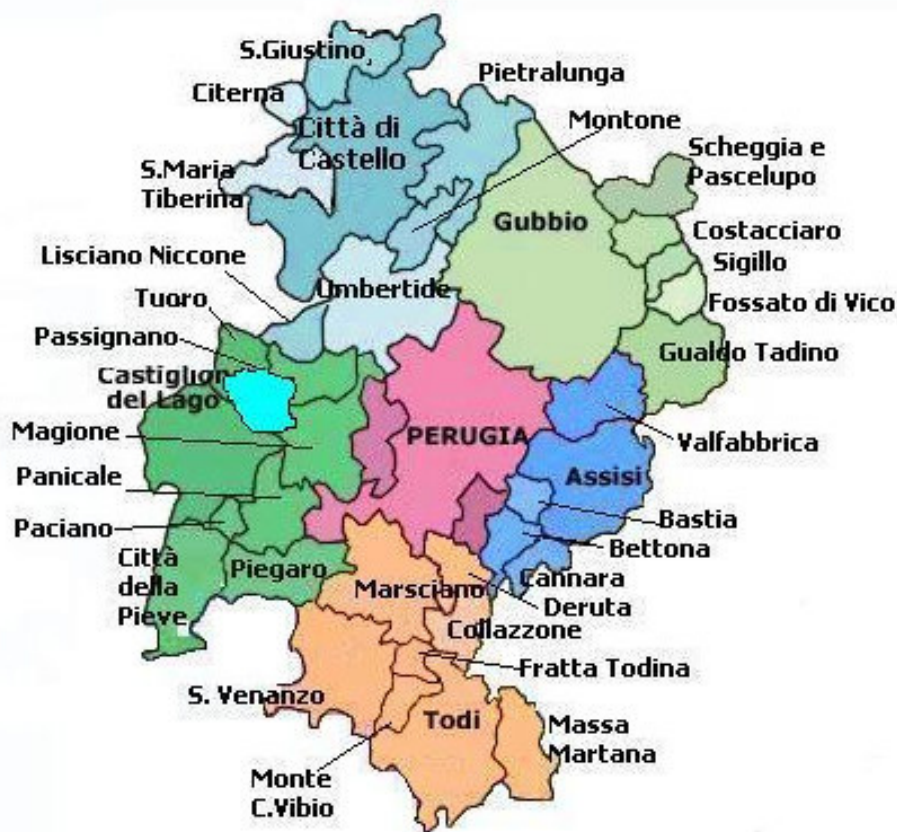 S.Giustino
Pietralunga
Citerna
Montone
Città di
Castello
Scheggia e
Pascelupo
S.Maria
Tiberina
Gubbio
Costacciaro
Lisciano Niccone
Sigillo
Umbertide
Tuoro
Fossato di Vico
Passignano
Gualdo Tadino
Castiglion
del Lago
Magione
PERUGIA
Valfabbrica
Panicale
Assisi
Paciano
Bastia
Bettona
Città
della
Pieve
Piegaro
Cannara
Marsciano
Deruta
Collazzone
Fratta Todina
S. Venanzo
Todi
Massa
Martana
Monte
C.Vibio